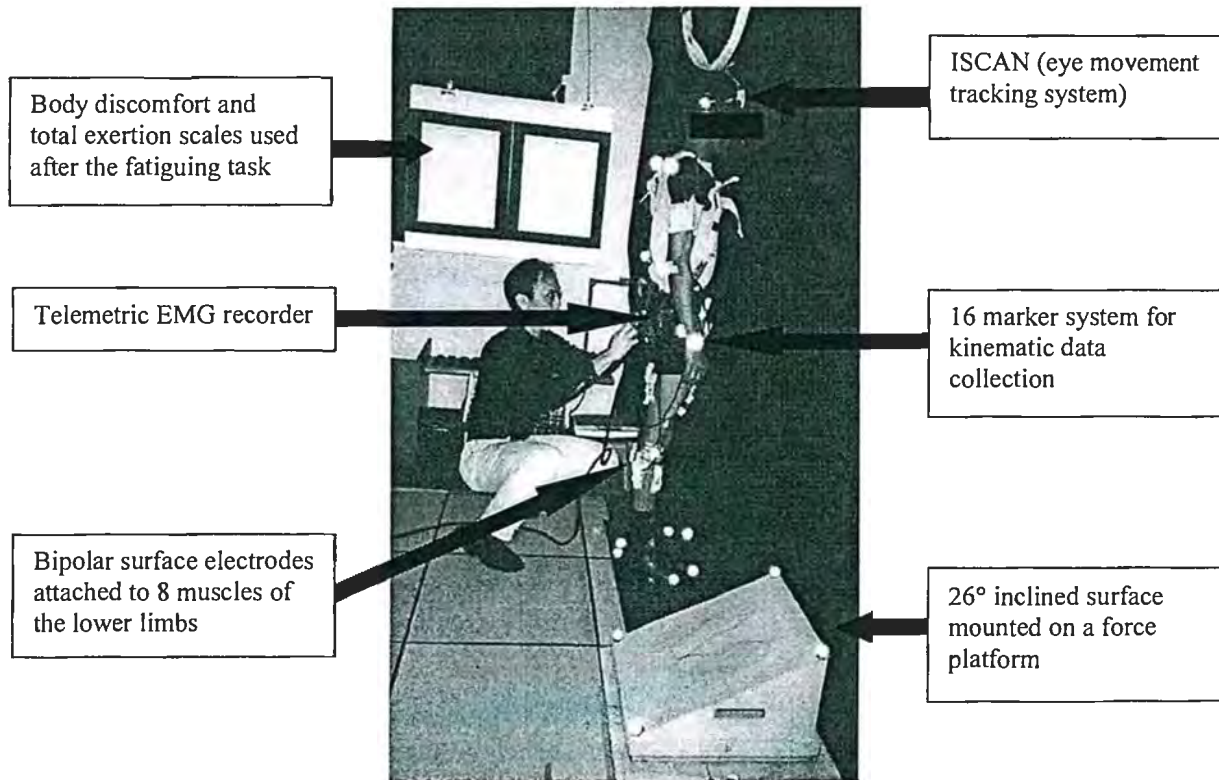 Body discomfort and
total exertion scales used
after the fatiguing task
Telemetric EMG recorder
Bipolar surface electrodes
attached to 8 muscles of
the lower limbs
ISCAN (eye movement
tracking system)
16 marker system for
kinematic data
collection
26° inclined surface
mounted on a force
platform